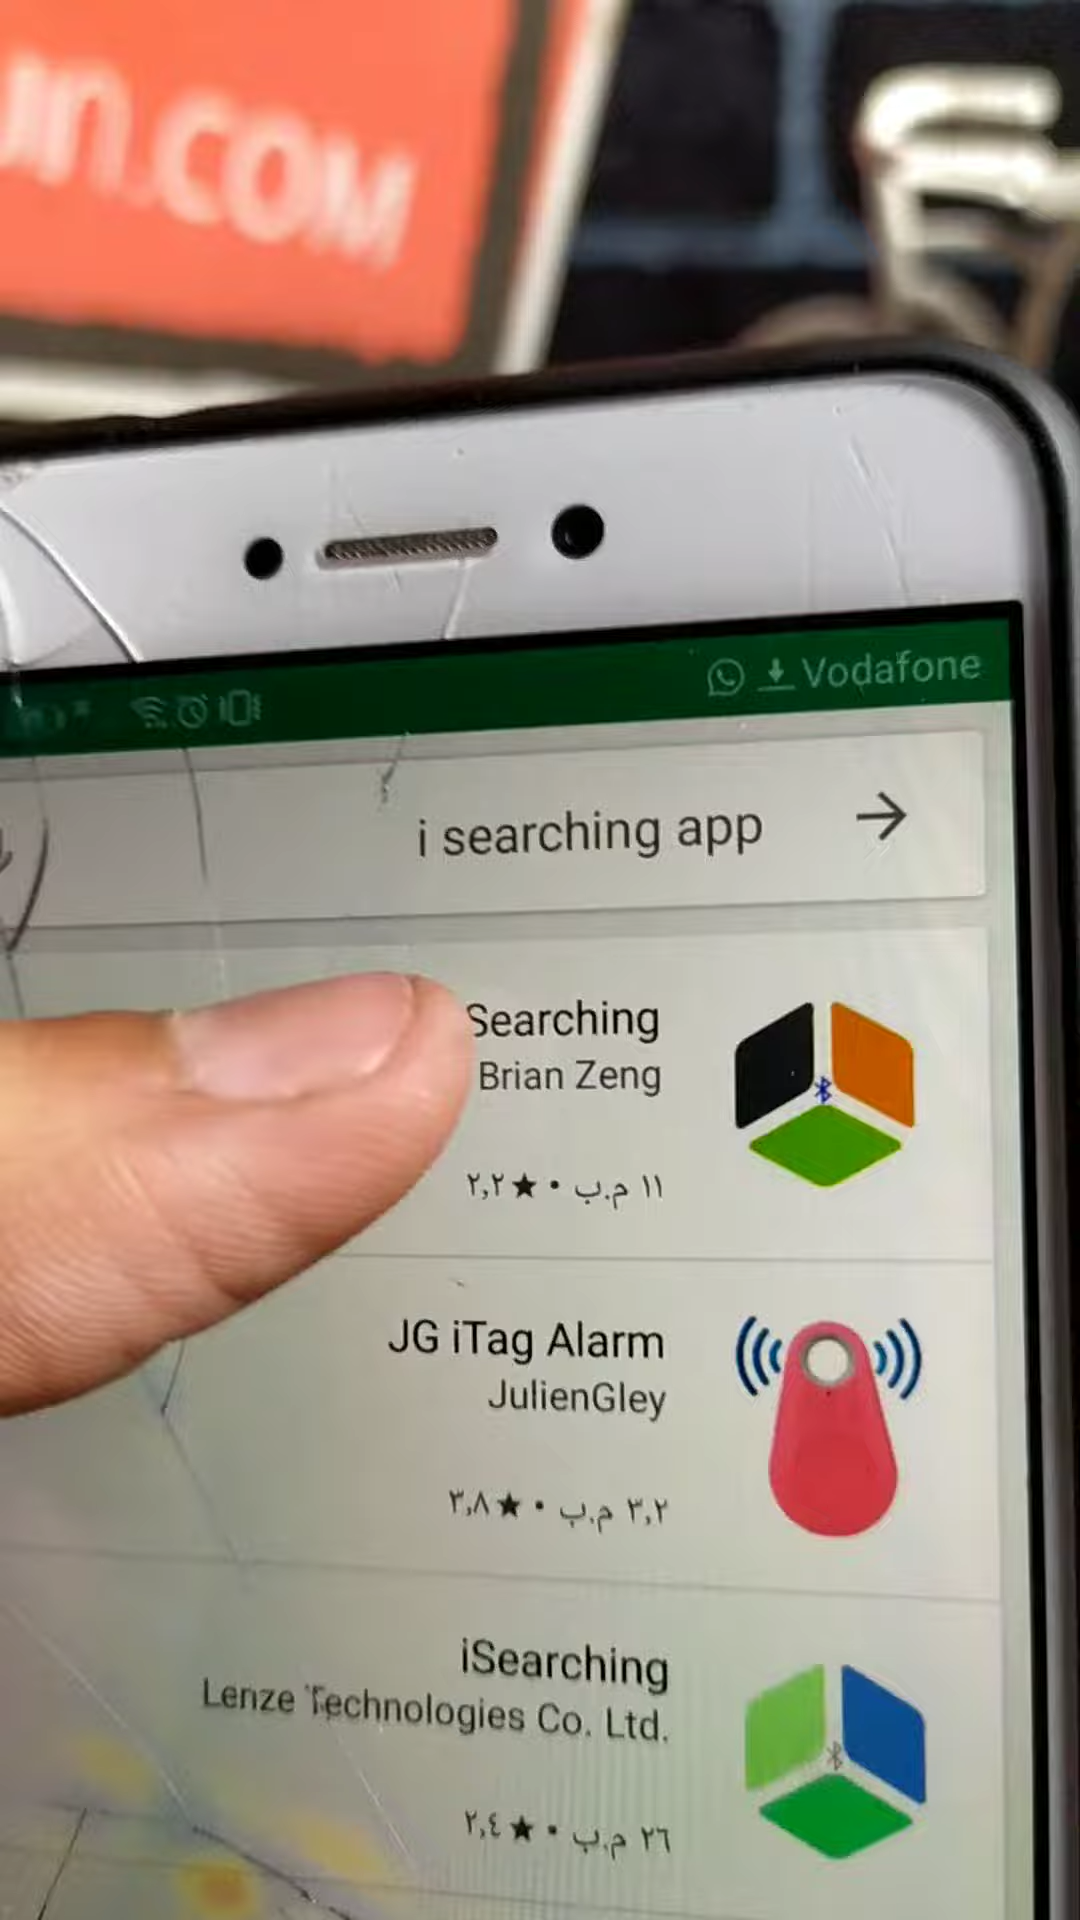 un.COM
Vodafone
i searching app
Searching
Brian Zeng
١١ م.ب • ★٢,٢
JG iTag Alarm
JulienGley
٣,٢ م.ب • ★٣,٨
iSearching
Lenze Technologies Co. Ltd.
٢٦ م.ب • ★٢,٤